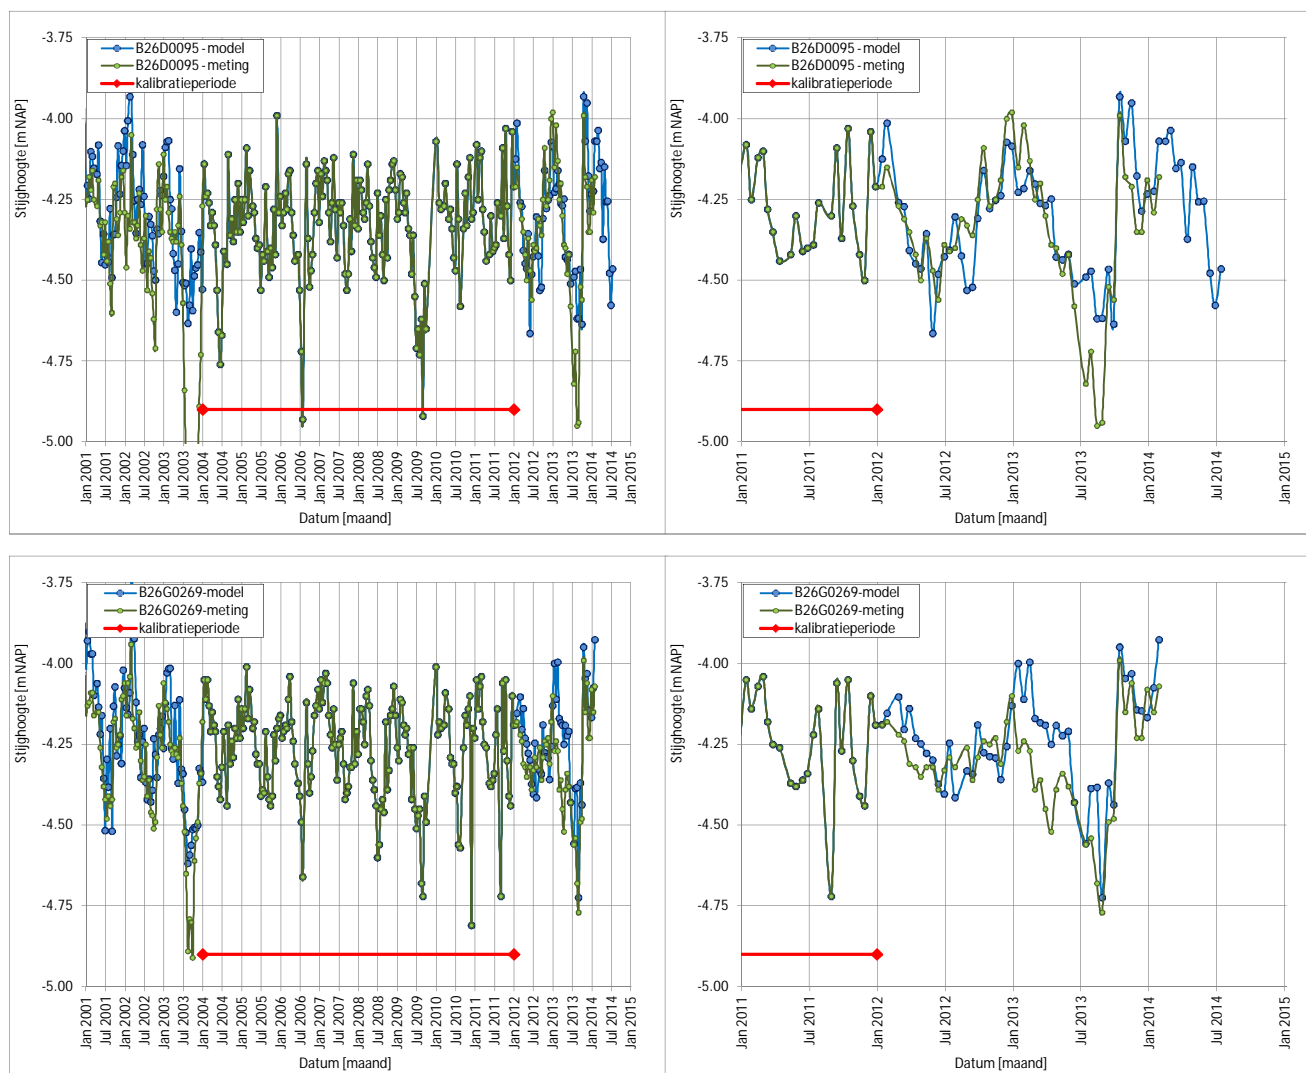 -3.75
B26D0095 - model
B26D0095 - meting
kalibratieperiode
-4.00
-4.25
-4.50
-4.75
-5.00
Stijghoogte [m NAP]
Jan 2001
Jul 2001
Jan 2002
Jul 2002
Jan 2003
Jul 2003
Jan 2004
Jul 2004
Jan 2005
Jul 2005
Jan 2006
Jul 2006
Jan 2007
Jul 2007
Jan 2008
Jul 2008
Jan 2009
Jul 2009
Jan 2010
Jul 2010
Jan 2011
Jul 2011
Jan 2012
Jul 2012
Jan 2013
Jul 2013
Jan 2014
Jul 2014
Jan 2015
Datum [maand]
-3.75
B26D0095 - model
B26D0095 - meting
kalibratieperiode
-4.00
-4.25
-4.50
-4.75
-5.00
Stijghoogte [m NAP]
Jan 2011
Jul 2011
Jan 2012
Jul 2012
Jan 2013
Jul 2013
Jan 2014
Jul 2014
Jan 2015
Datum [maand]
-3.75
B26G0269-model
B26G0269-meting
kalibratieperiode
-4.00
-4.25
-4.50
-4.75
-5.00
Stijghoogte [m NAP]
Jan 2001
Jul 2001
Jan 2002
Jul 2002
Jan 2003
Jul 2003
Jan 2004
Jul 2004
Jan 2005
Jul 2005
Jan 2006
Jul 2006
Jan 2007
Jul 2007
Jan 2008
Jul 2008
Jan 2009
Jul 2009
Jan 2010
Jul 2010
Jan 2011
Jul 2011
Jan 2012
Jul 2012
Jan 2013
Jul 2013
Jan 2014
Jul 2014
Jan 2015
Datum [maand]
-3.75
B26G0269-model
B26G0269-meting
kalibratieperiode
-4.00
-4.25
-4.50
-4.75
-5.00
Stijghoogte [m NAP]
Jan 2011
Jul 2011
Jan 2012
Jul 2012
Jan 2013
Jul 2013
Jan 2014
Jul 2014
Jan 2015
Datum [maand]